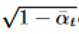 √1 − ᾱₜ